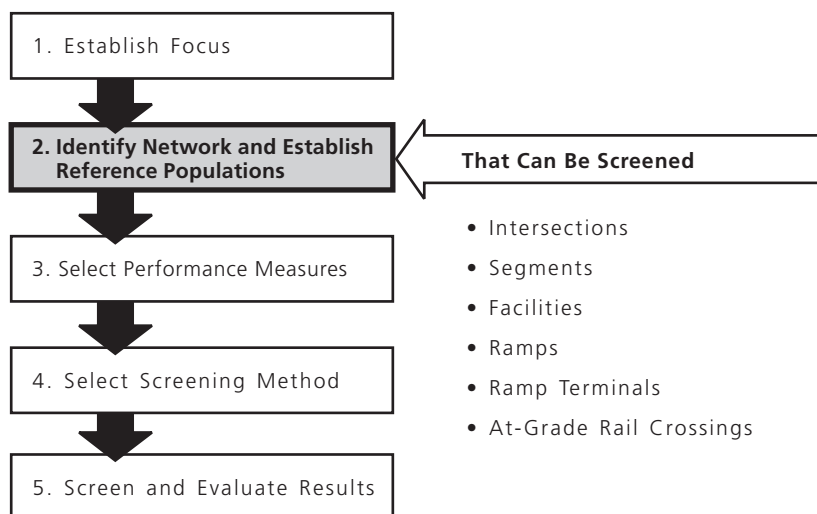 1. Establish Focus
2. Identify Network and Establish
Reference Populations
3. Select Performance Measures
4. Select Screening Method
5. Screen and Evaluate Results
That Can Be Screened
• Intersections
• Segments
• Facilities
• Ramps
• Ramp Terminals
• At-Grade Rail Crossings